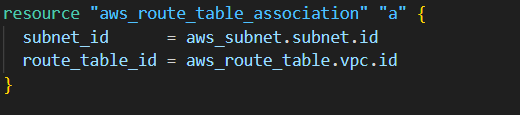 resource "aws_route_table_association" "a" {
  subnet_id      = aws_subnet.subnet.id
  route_table_id = aws_route_table.vpc.id
}